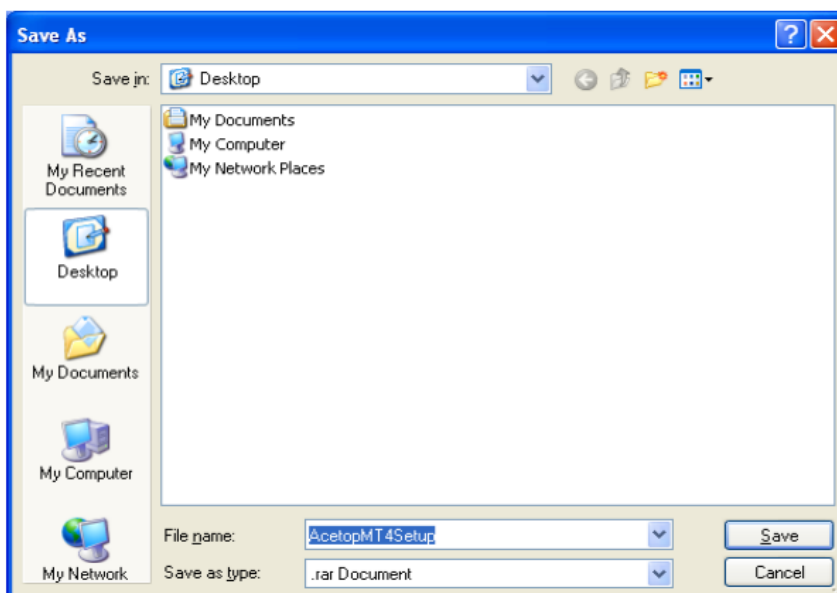 Save As
Save in:
Desktop
My Documents
My Computer
My Network Places
My Recent
Documents
Desktop
My Documents
My Computer
My Network
File name:
AcetopMT4Setup
Save
Save as type:
.rar Document
Cancel